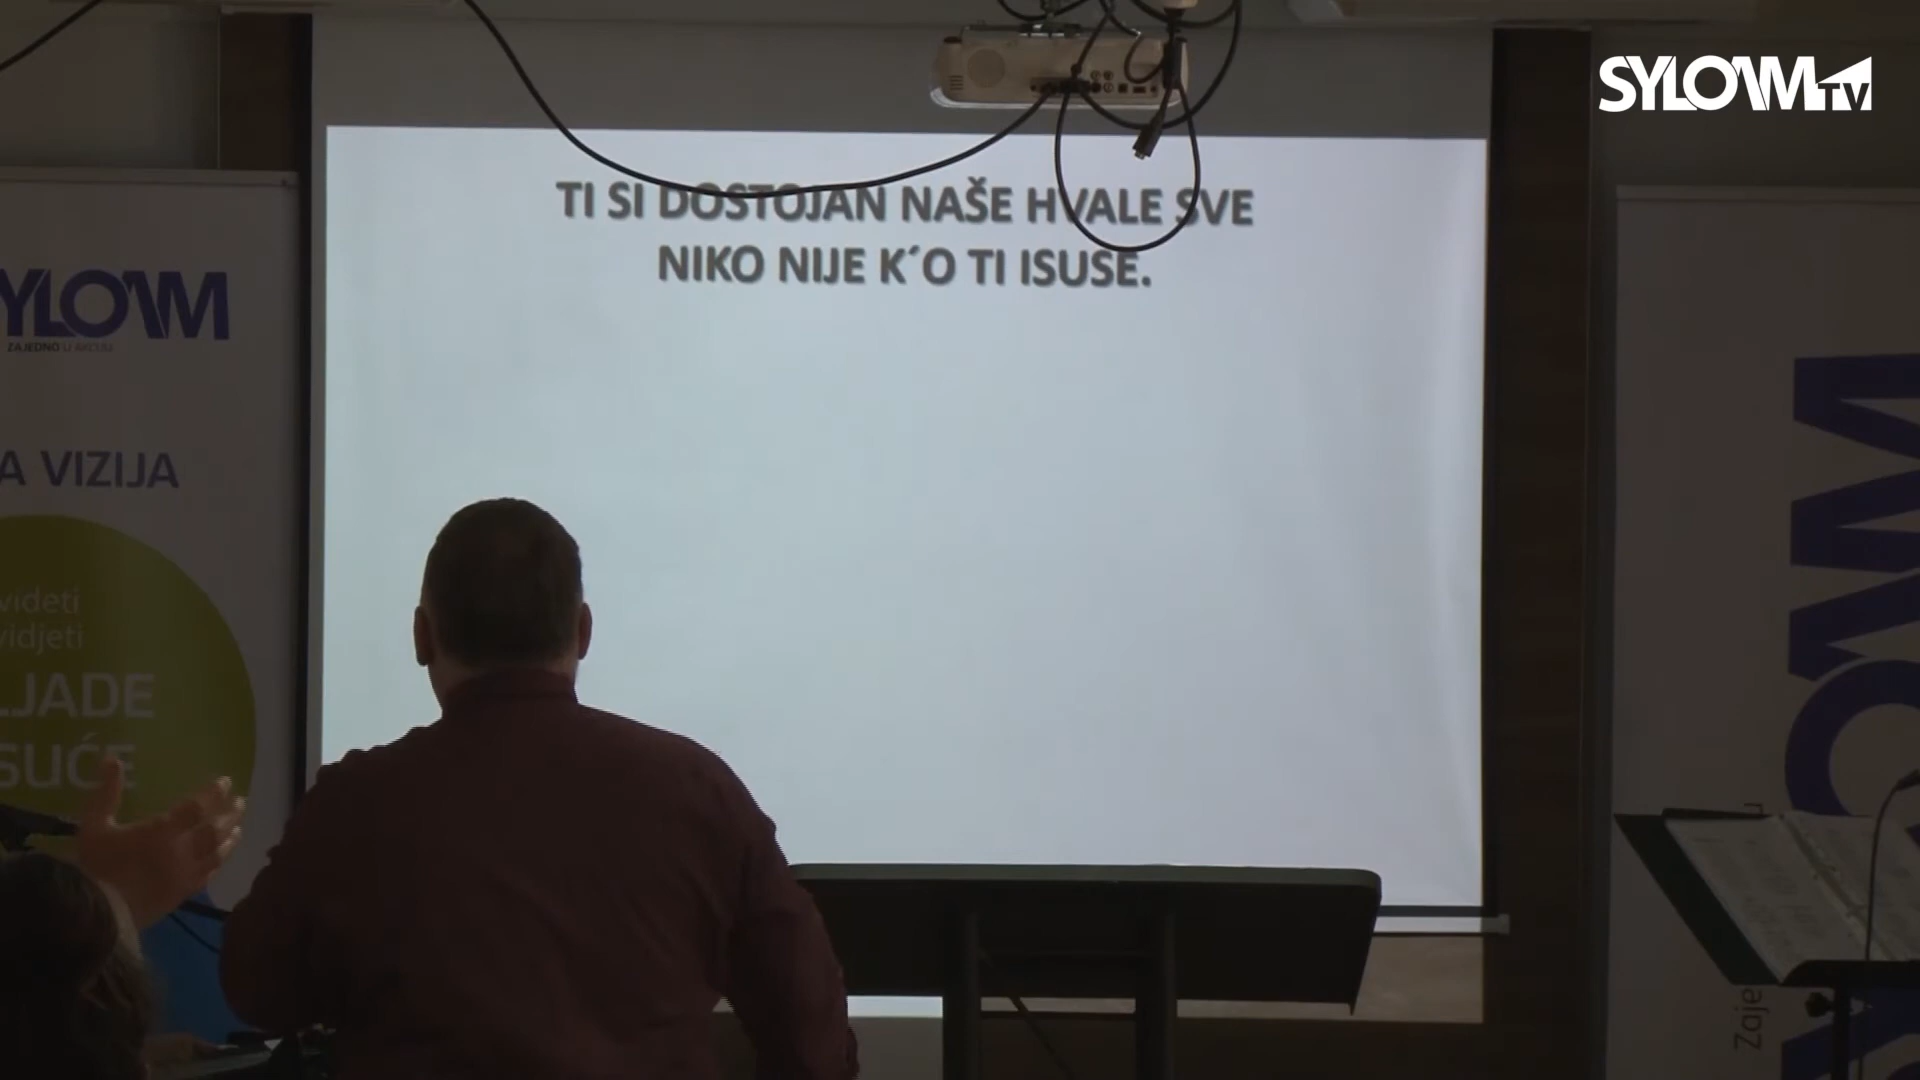 SYLOAM TV
TI SI DOSTOJAN NAŠE HVALE SVE
NIKO NIJE K´O TI ISUSE.
YLOAM
ZAJEDNO U AKCIJI
A VIZIJA
videti
vidjeti
LJADE
SUĆE
Zaje